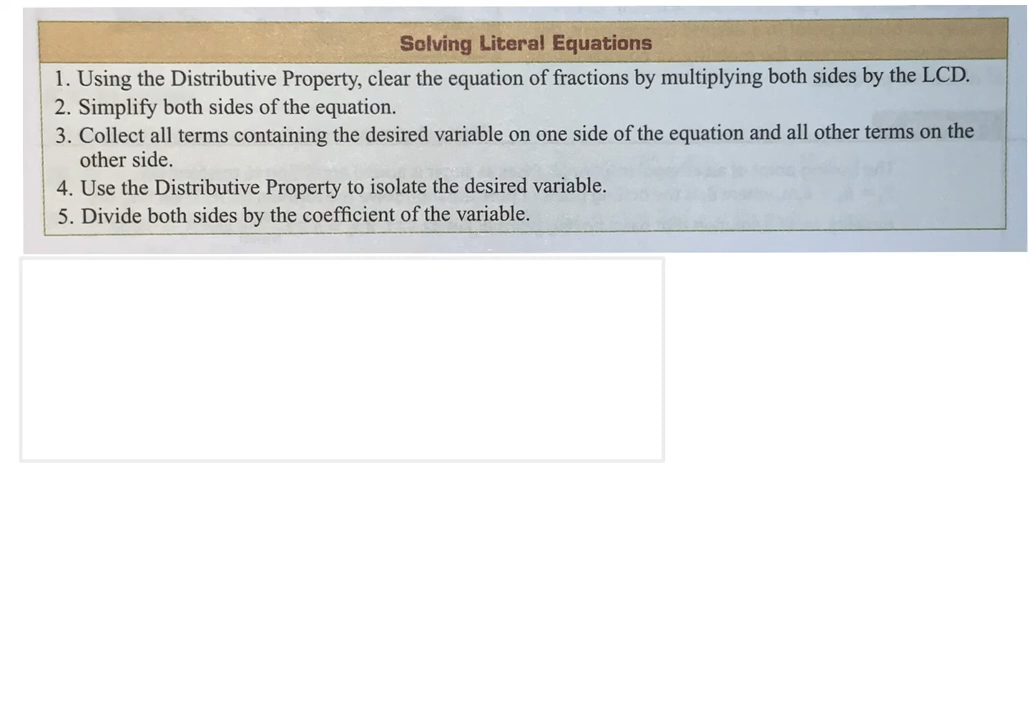 Solving Literal Equations
1. Using the Distributive Property, clear the equation of fractions by multiplying both sides by the LCD.
2. Simplify both sides of the equation.
3. Collect all terms containing the desired variable on one side of the equation and all other terms on the
other side.
4. Use the Distributive Property to isolate the desired variable.
5. Divide both sides by the coefficient of the variable.